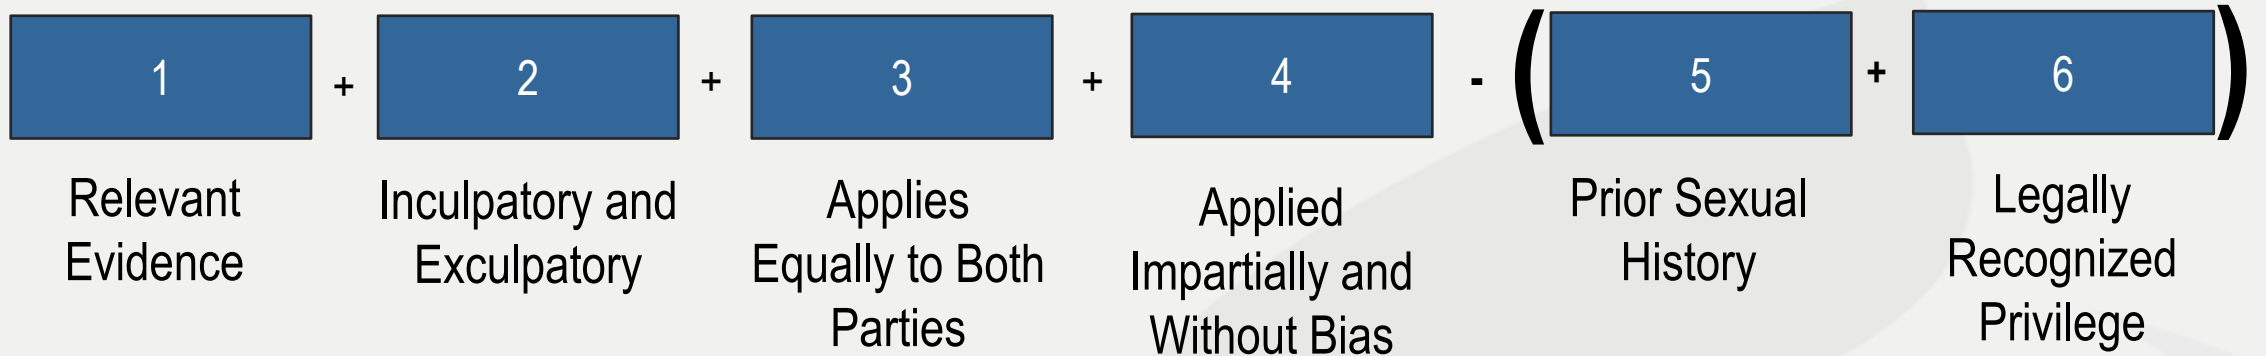 1 + 2 + 3 + 4 - ( 5 + 6 )
Relevant
Evidence
Inculpatory and
Exculpatory
Applies
Equally to Both
Parties
Applied
Impartially and
Without Bias
Prior Sexual
History
Legally
Recognized
Privilege